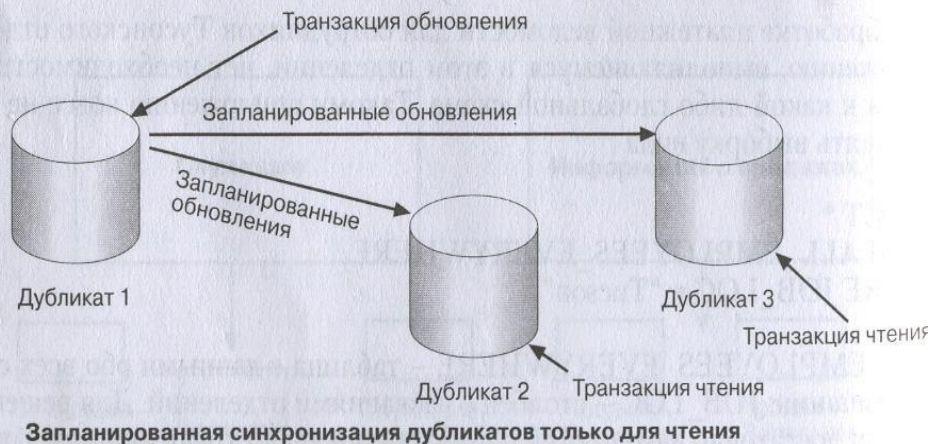 Транзакция обновления
Запланированные обновления
Запланированные
обновления
Дубликат 1
Дубликат 3
Транзакция чтения
Дубликат 2
Транзакция чтения
Запланированная синхронизация дубликатов только для чтения